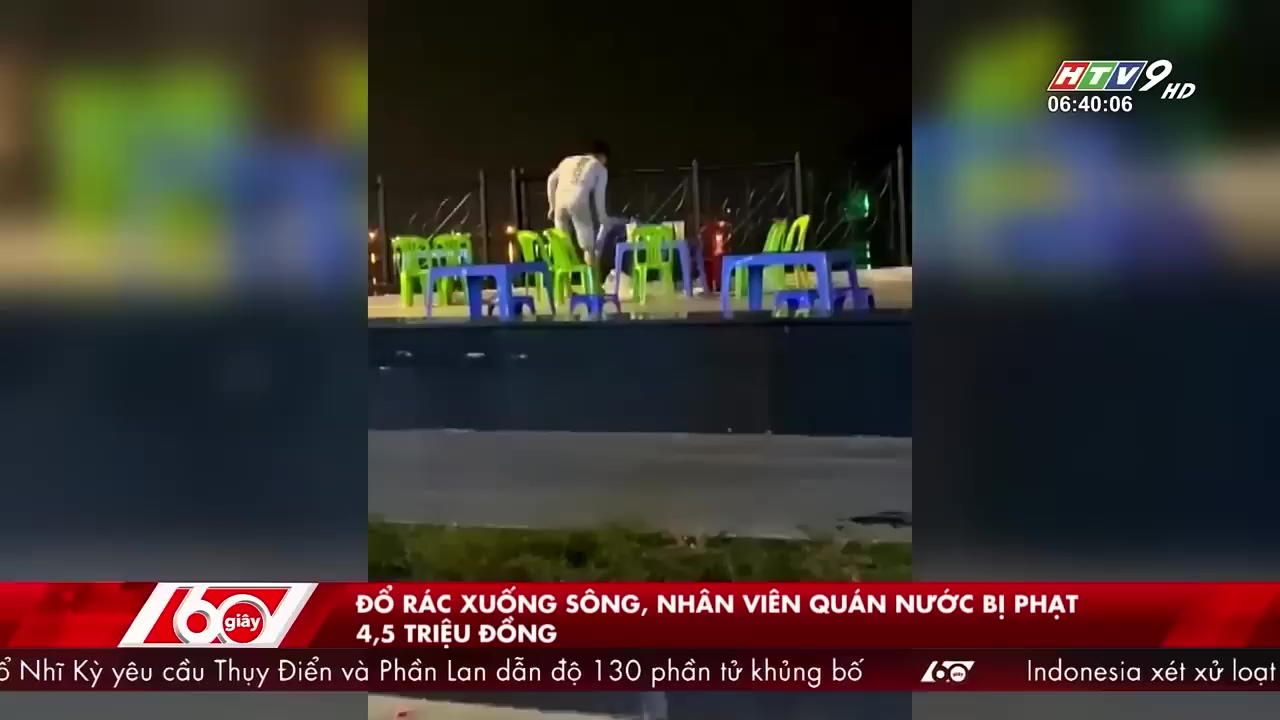 HTV9 HD
06:40:06
ĐỔ RÁC XUỐNG SÔNG, NHÂN VIÊN QUÁN NƯỚC BỊ PHẠT
4,5 TRIỆU ĐỒNG
60 giây
Nhĩ Kỳ yêu cầu Thụy Điển và Phần Lan dẫn độ 130 phần tử khủng bố 60 giây Indonesia xét xử loạt